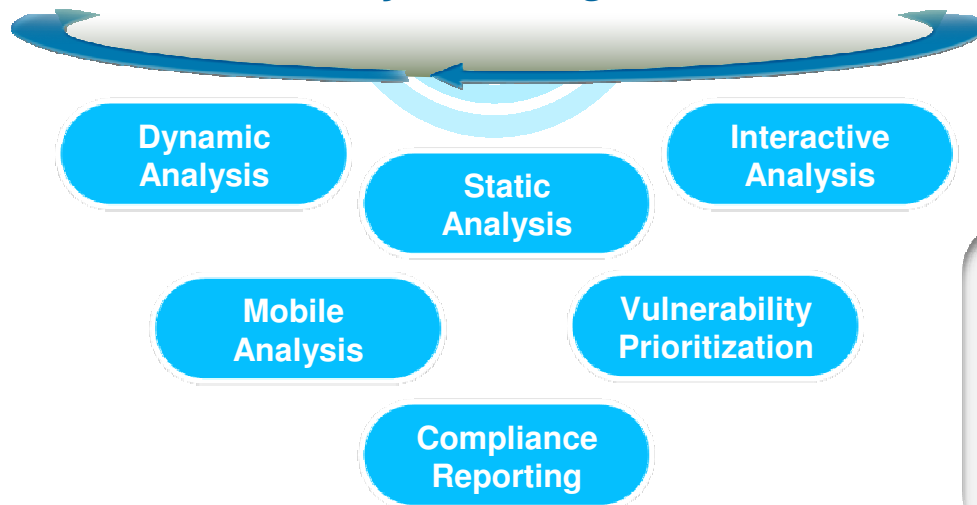 Dynamic
Analysis
Static
Analysis
Interactive
Analysis
Mobile
Analysis
Vulnerability
Prioritization
Compliance
Reporting